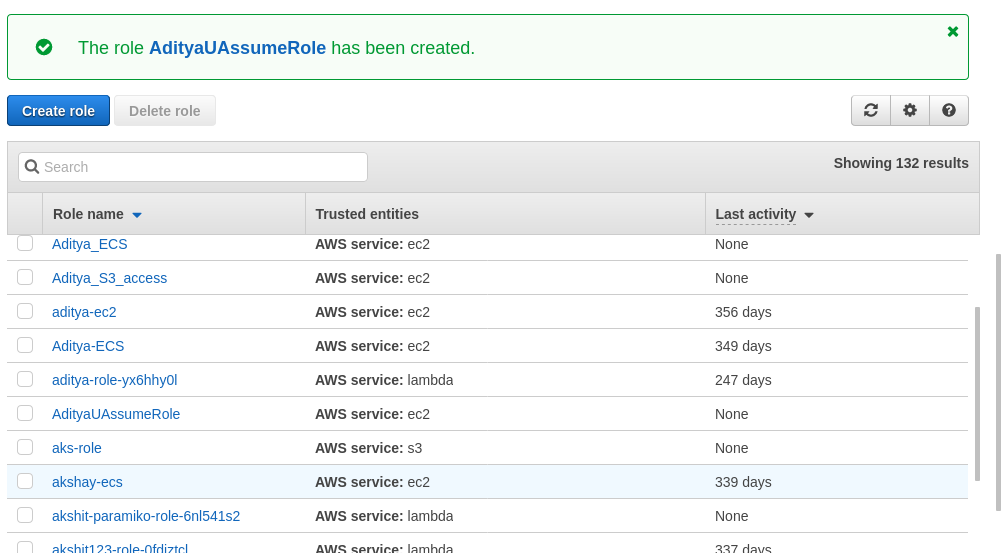 The role AdityaUAssumeRole has been created.
Create role Delete role
Search
Showing 132 results
Role name Trusted entities Last activity
Aditya_ECS AWS service: ec2 None
Aditya_S3_access AWS service: ec2 None
aditya-ec2 AWS service: ec2 356 days
Aditya-ECS AWS service: ec2 349 days
aditya-role-yx6hhy0l AWS service: lambda 247 days
AdityaUAssumeRole AWS service: ec2 None
aks-role AWS service: s3 None
akshay-ecs AWS service: ec2 339 days
akshit-paramiko-role-6nl541s2 AWS service: lambda None
AWS service: lambda 337 days